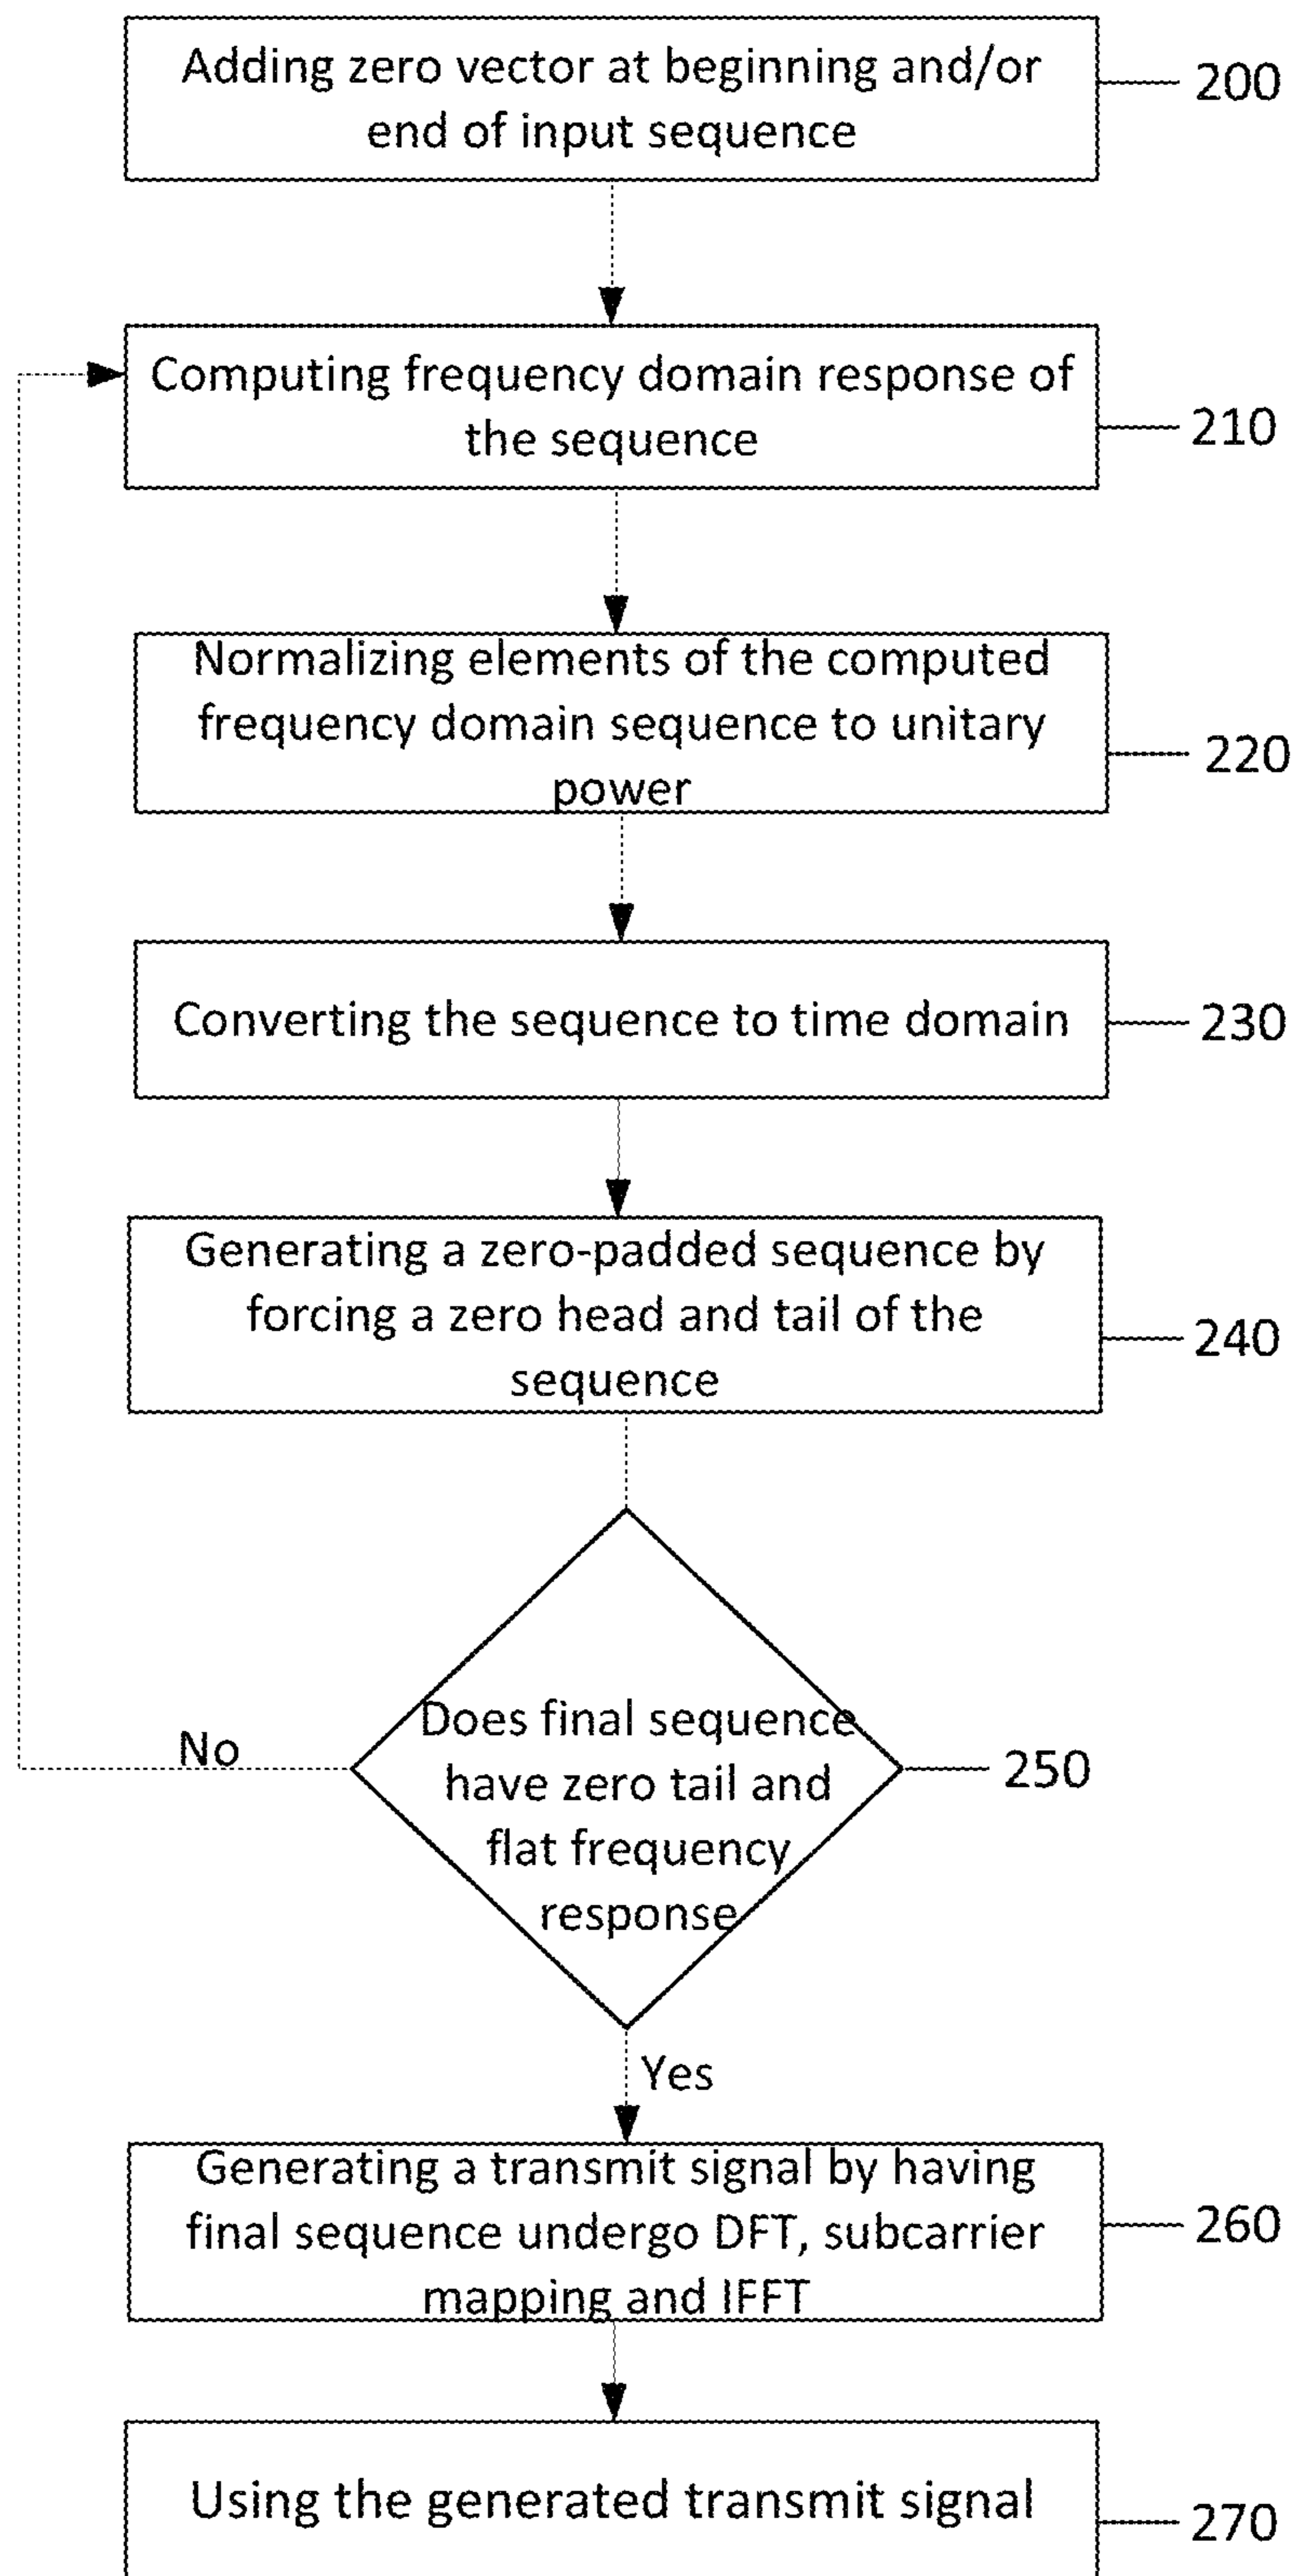 Adding zero vector at beginning and/or
end of input sequence
200
Computing frequency domain response of
the sequence
210
Normalizing elements of the computed
frequency domain sequence to unitary
power
220
Converting the sequence to time domain
230
Generating a zero-padded sequence by
forcing a zero head and tail of the
sequence
240
Does final sequence
have zero tail and
flat frequency
response
250
No
Yes
Generating a transmit signal by having
final sequence undergo DFT, subcarrier
mapping and IFFT
260
Using the generated transmit signal
270